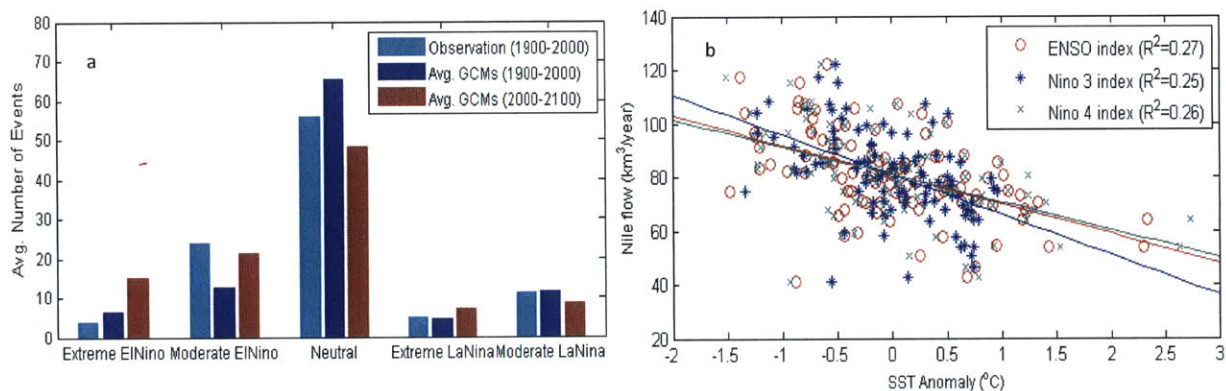 a
Observation (1900-2000)
Avg. GCMs (1900-2000)
Avg. GCMs (2000-2100)
Avg. Number of Events
80
70
60
50
40
30
20
10
0
Extreme ElNino Moderate ElNino Neutral Extreme LaNina Moderate LaNina
b
ENSO index (R²=0.27)
Nino 3 index (R²=0.25)
Nino 4 index (R²=0.26)
Nile flow (km³/year)
140
120
100
80
60
40
20
-2 -1.5 -1 -0.5 0 0.5 1 1.5 2 2.5 3
SST Anomaly (°C)